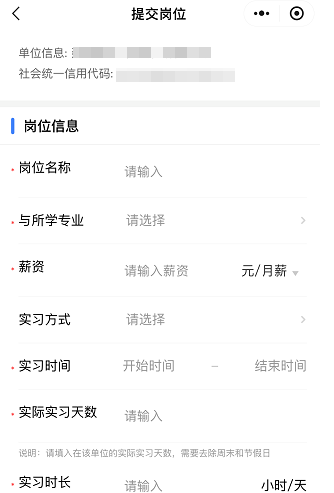 提交岗位
单位信息:
社会统一信用代码:
岗位信息
岗位名称 请输入
与所学专业 请选择
薪资 请输入薪资 元/月薪
实习方式 请选择
实习时间 开始时间 – 结束时间
实际实习天数 请输入
说明：请填入在该单位的实际实习天数，需要去除周末和节假日
实习时长 请输入 小时/天